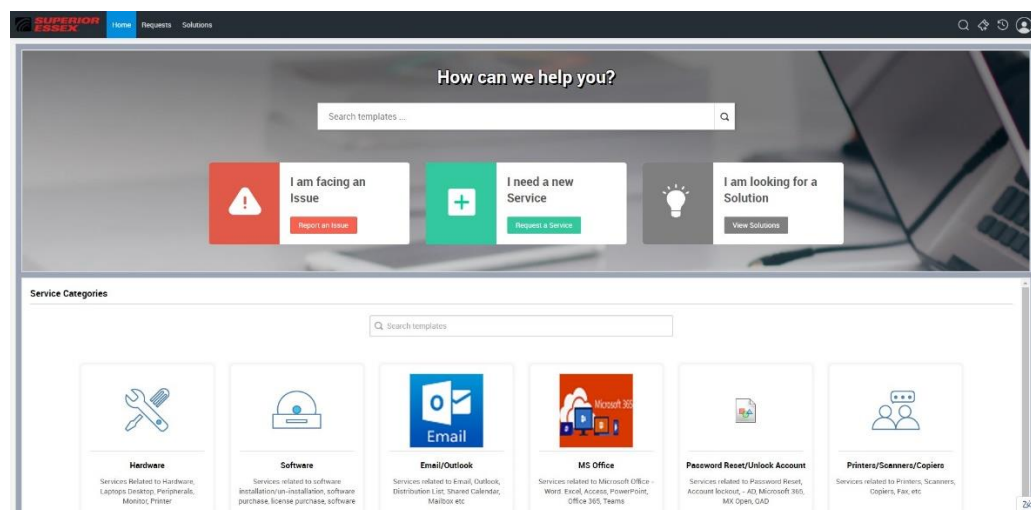 SUPERIOR
ESSEX
Home Requests Solutions
How can we help you?
Search templates ...
I am facing an
Issue
Report an Issue
I need a new
Service
Request a Service
I am looking for a
Solution
View Solutions
Service Categories
Search templates
Microsoft 365
Email
Hardware
Services Related to Hardware,
Laptops Desktop, Peripherals,
Monitor, Printer
Software
Services related to software
installation/un-installation, software
purchase, license purchase, software
Email/Outlook
Services related to Email, Outlook,
Distribution List, Shared Calendar,
Mailbox etc
MS Office
Services related to Microsoft Office -
Word, Excel, Access, PowerPoint,
Office 365, Teams
Password Reset/Unlock Account
Services related to Password Reset,
Account lockout, - AD, Microsoft 365,
MX Open, QAD
Printers/Scanners/Copiers
Services related to Printers, Scanners,
Copiers, Fax, etc